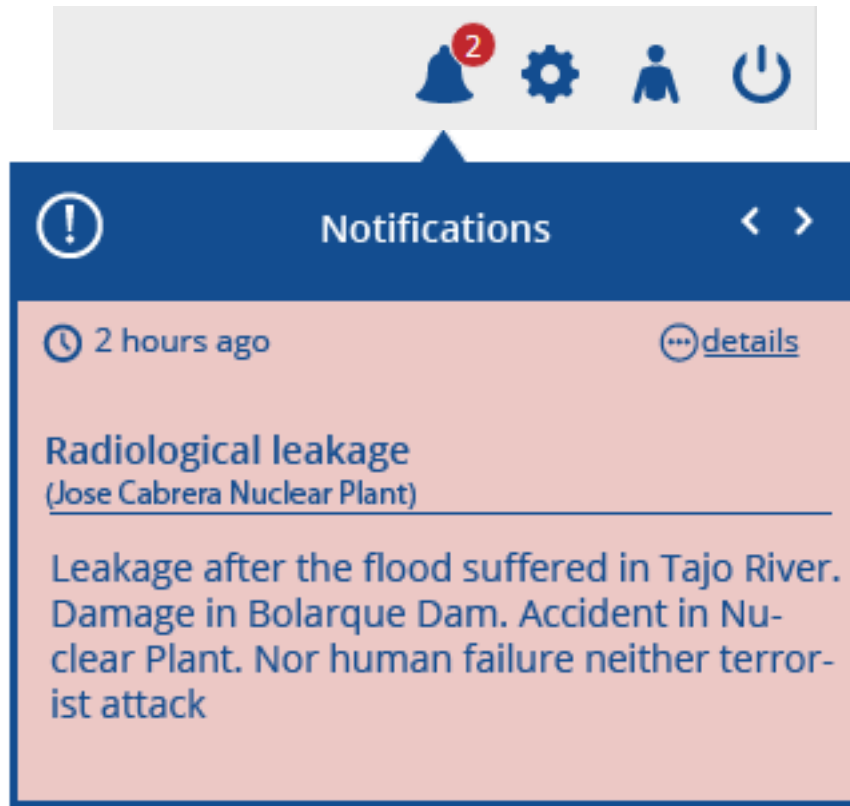 2
Notifications
2 hours ago
details
Radiological leakage
(Jose Cabrera Nuclear Plant)
Leakage after the flood suffered in Tajo River.
Damage in Bolarque Dam. Accident in Nu-
clear Plant. Nor human failure neither terror-
ist attack